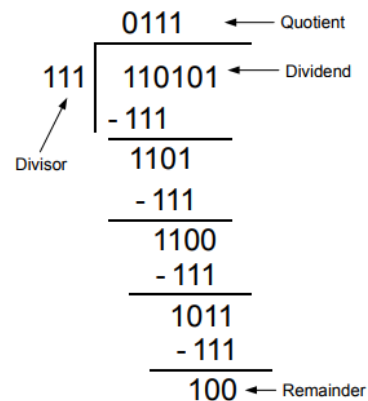 0111 Quotient
111 110101 Dividend
- 111
Divisor
1101
- 111
1100
- 111
1011
- 111
100 Remainder